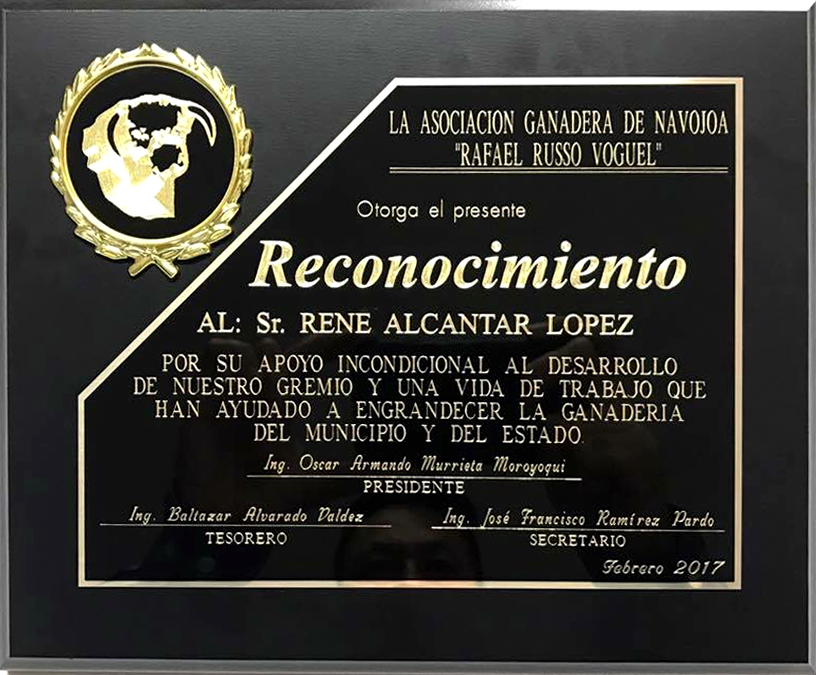 LA ASOCIACION GANADERA DE NAVOJOA
"RAFAEL RUSSO VOGUEL"
Otorga el presente
Reconocimiento
AL: Sr. RENE ALCANTAR LOPEZ
POR SU APOYO INCONDICIONAL AL DESARROLLO
DE NUESTRO GREMIO Y UNA VIDA DE TRABAJO QUE
HAN AYUDADO A ENGRANDECER LA GANADERIA
DEL MUNICIPIO Y DEL ESTADO.
Ing. Oscar Armando Murrieta Moroyoqui
PRESIDENTE
Ing. Baltazar Alvarado Valdez
TESORERO
Ing. José Francisco Ramírez Pardo
SECRETARIO
Febrero 2017